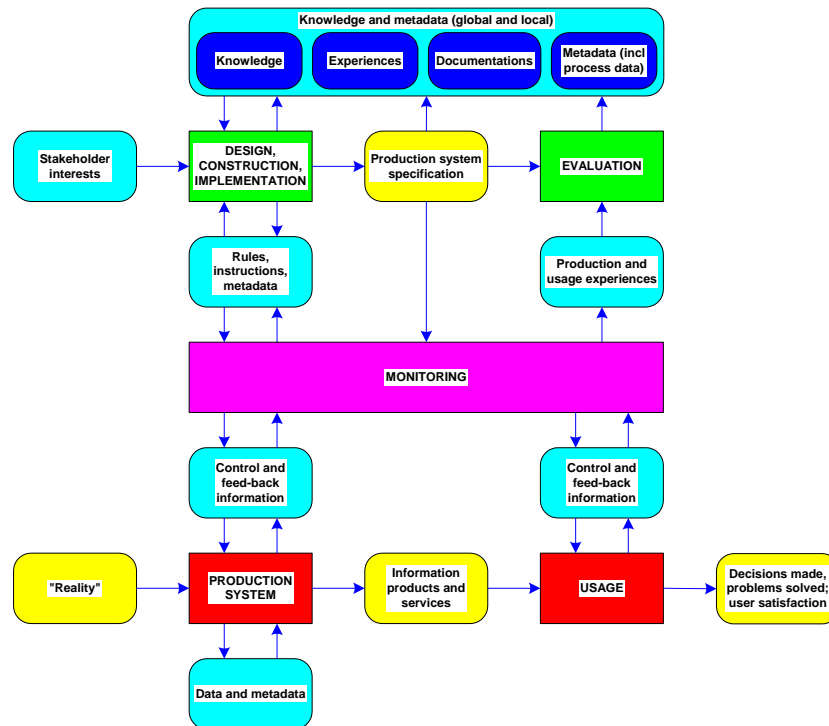 Knowledge and metadata (global and local)
Knowledge
Experiences
Documentations
Metadata (incl
process data)
Stakeholder
interests
DESIGN,
CONSTRUCTION,
IMPLEMENTATION
Production system
specification
EVALUATION
Rules,
instructions,
metadata
Production and
usage experiences
MONITORING
Control and
feed-back
information
Control and
feed-back
information
"Reality"
PRODUCTION
SYSTEM
Information
products and
services
USAGE
Decisions made,
problems solved;
user satisfaction
Data and metadata